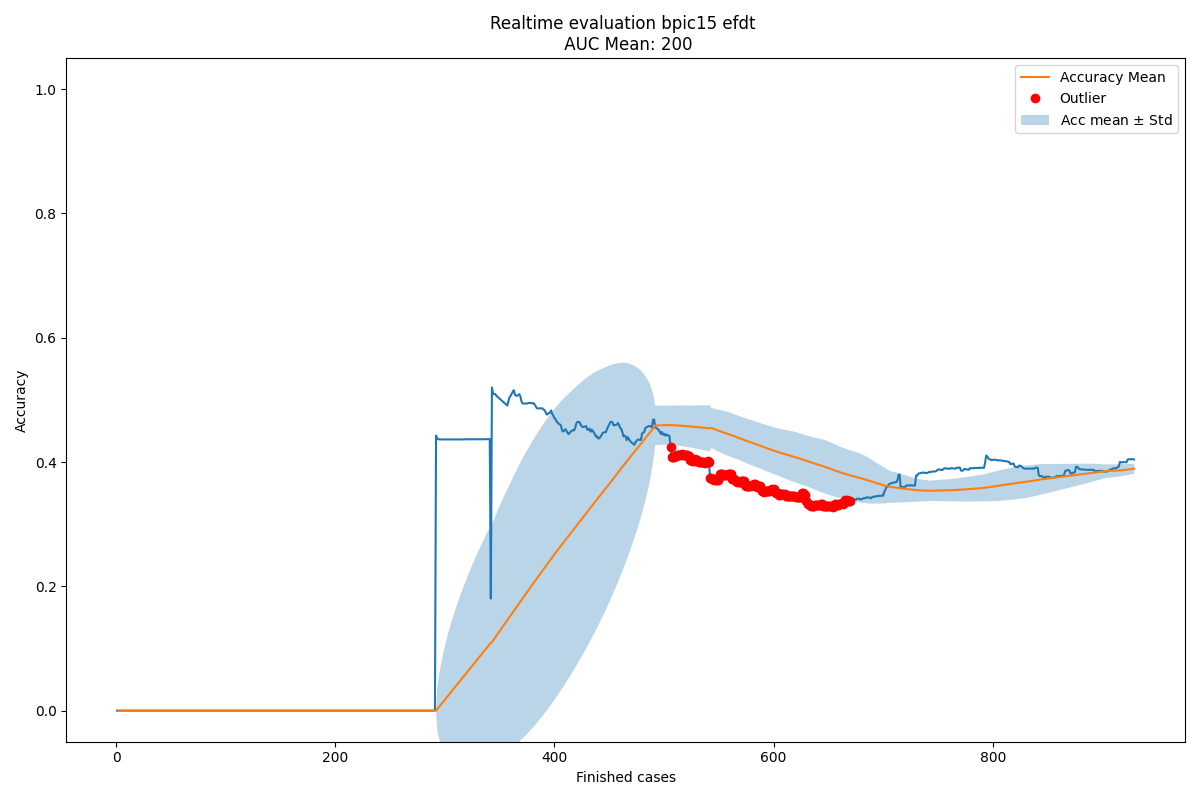 Realtime evaluation bpic15 efdt
AUC Mean: 200
Accuracy Mean
Outlier
Acc mean ± Std
1.0
0.8
0.6
0.4
0.2
0.0
Accuracy
0 200 400 600 800
Finished cases